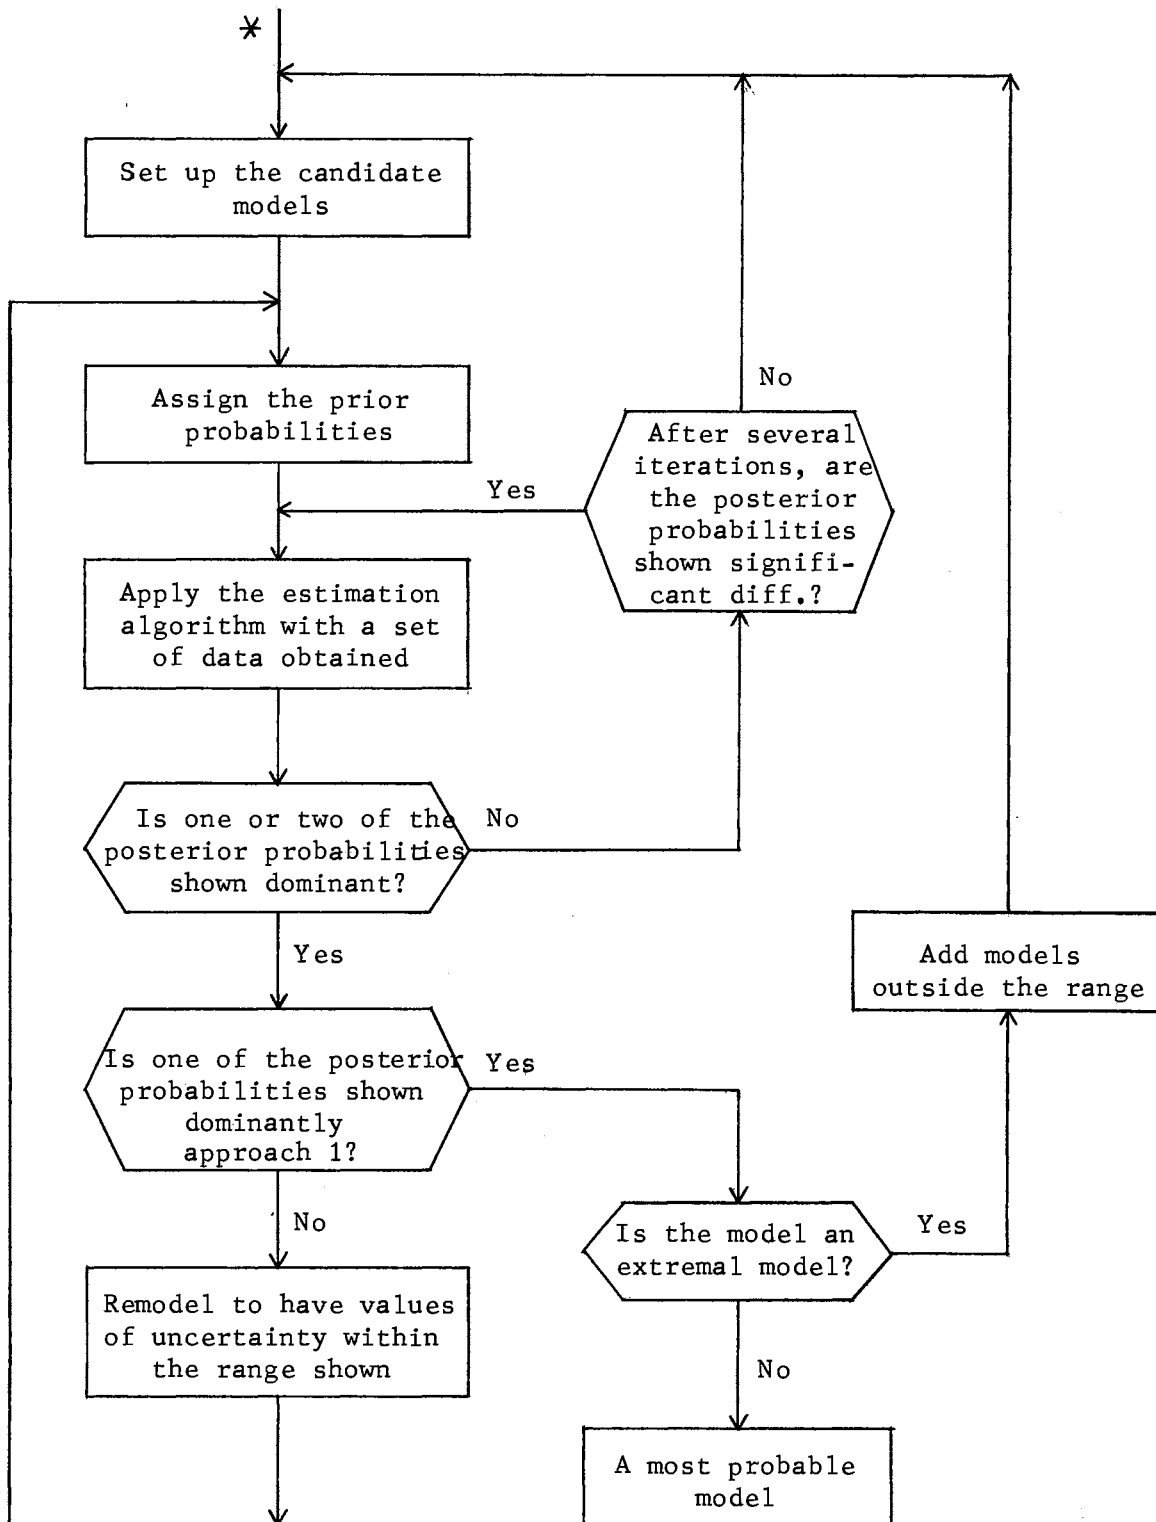 *
Set up the candidate
models
Assign the prior
probabilities
No
After several
iterations, are
the posterior
probabilities
shown signifi-
cant diff.?
Yes
Apply the estimation
algorithm with a set
of data obtained
Is one or two of the
posterior probabilities
shown dominant?
No
Yes
Add models
outside the range
Is one of the posterior
probabilities shown
dominantly
approach 1?
Yes
No
Is the model an
extremal model?
Yes
Remodel to have values
of uncertainty within
the range shown
No
A most probable
model